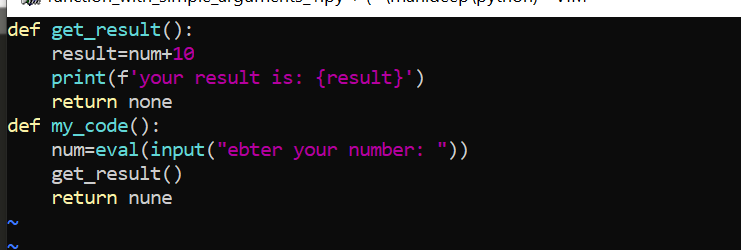 def get_result():
    result=num+10
    print(f'your result is: {result}')
    return none
def my_code():
    num=eval(input("ebter your number: "))
    get_result()
    return nune
~
~